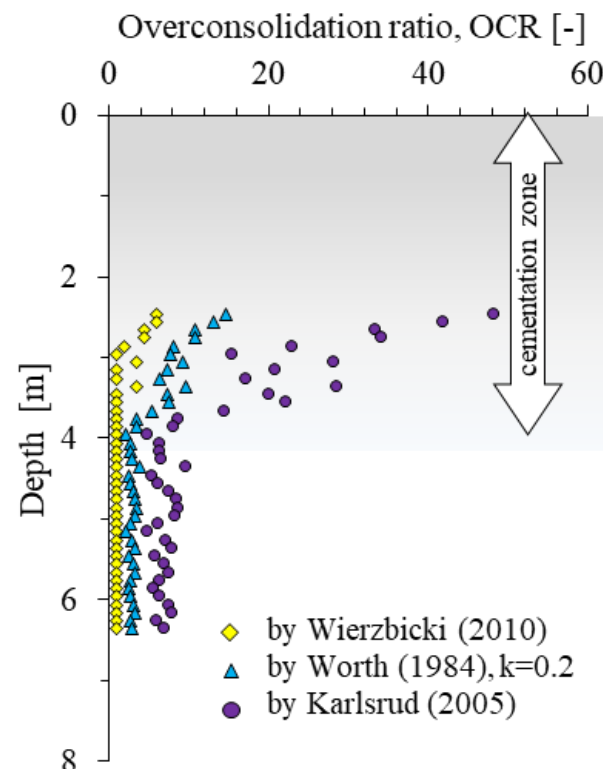 Overconsolidation ratio, OCR [-]
0 20 40 60
0
2
4
6
8
Depth [m]
cementation zone
by Wierzbicki (2010)
by Worth (1984), k=0.2
by Karlsrud (2005)